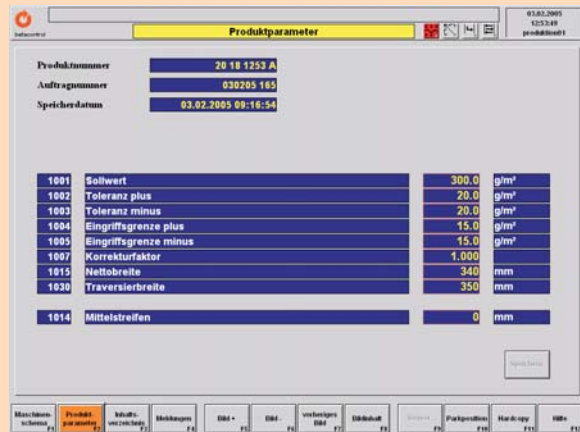 03.02.2005
12:53:49
produktion01
betacontrol
Produktparameter
Produktnummer 20 18 1253 A
Auftragnummer 030205 165
Speicherdatum 03.02.2005 09:16:54
1001 Sollwert 300.0 g/m²
1002 Toleranz plus 20.0 g/m²
1003 Toleranz minus 20.0 g/m²
1004 Eingriffsgrenze plus 15.0 g/m²
1005 Eingriffsgrenze minus 15.0 g/m²
1007 Korrekturfaktor 1.000
1015 Nettobreite 340 mm
1030 Traversierbreite 350 mm
1014 Mittelstreifen 0 mm
Speichern
Maschinen-schema F1
Produkt-parameter F2
Inhalts-verzeichnis F3
Meldungen F4
Bild + F5
Bild - F6
vorheriges Bild F7
Bildinhalt F8
F9
Parkposition F10
Hardcopy F11
Hilfe F12